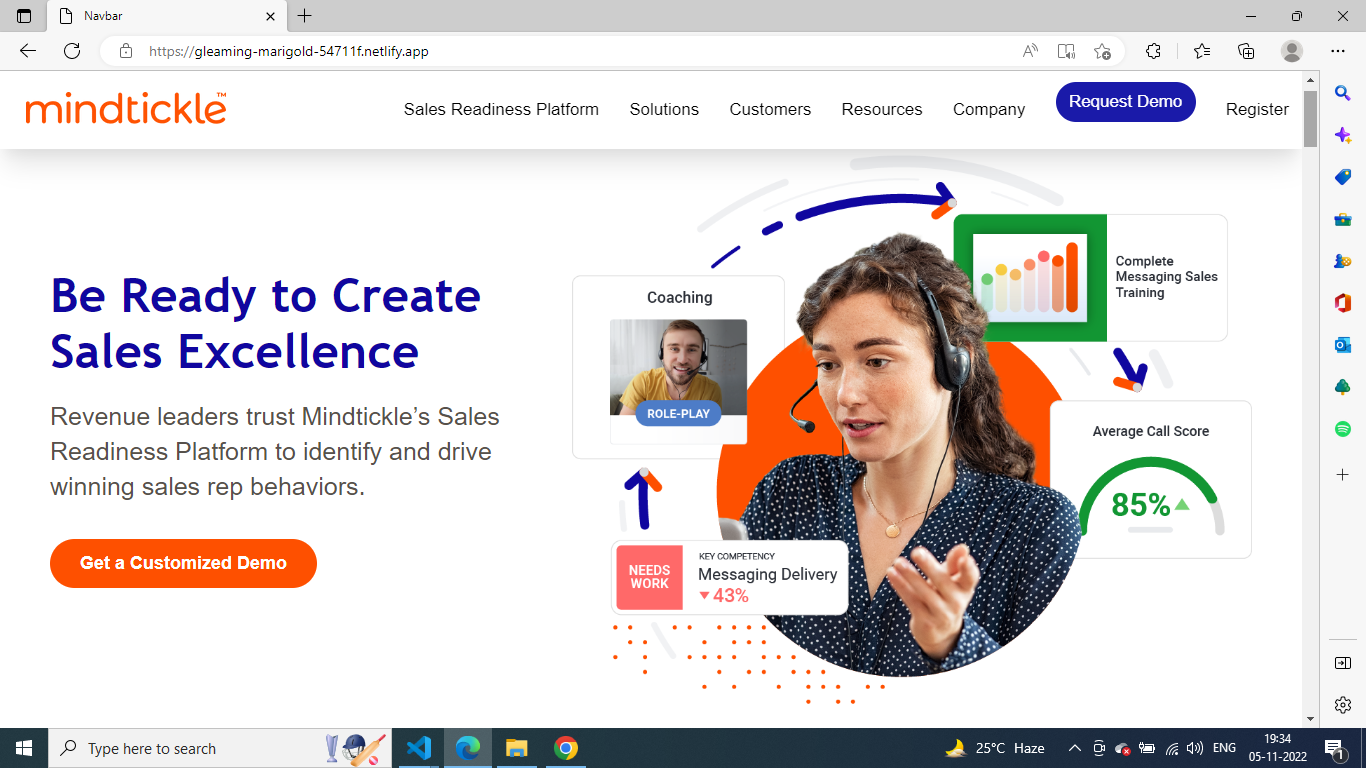 Navbar
https://gleaming-marigold-54711f.netlify.app
mindtickle™
Sales Readiness Platform
Solutions
Customers
Resources
Company
Request Demo
Register
Be Ready to Create
Sales Excellence
Revenue leaders trust Mindtickle’s Sales
Readiness Platform to identify and drive
winning sales rep behaviors.
Get a Customized Demo
Coaching
ROLE-PLAY
Complete
Messaging Sales
Training
Average Call Score
85%
NEEDS
WORK
KEY COMPETENCY
Messaging Delivery
43%
Type here to search
25°C Haze
ENG
19:34
05-11-2022
1